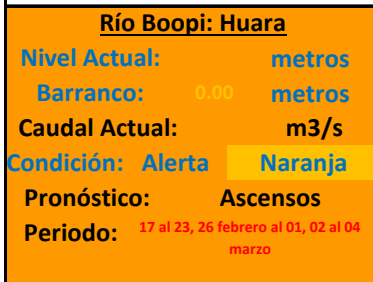 Río Boopi: Huara
Nivel Actual: metros
Barranco: 0.00 metros
Caudal Actual: m3/s
Condición: Alerta Naranja
Pronóstico: Ascensos
Periodo: 17 al 23, 26 febrero al 01, 02 al 04
marzo